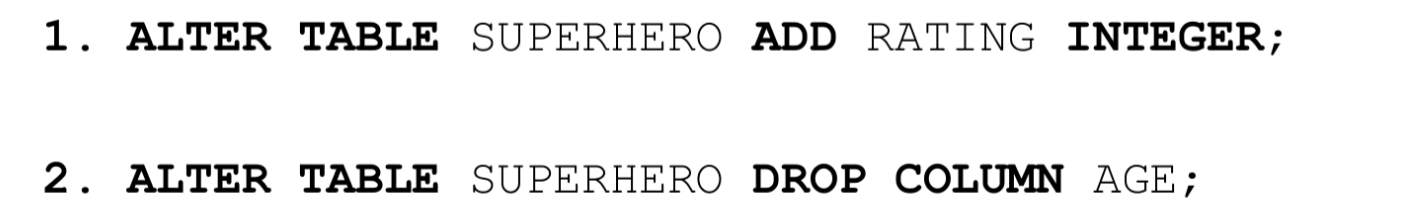 1. ALTER TABLE SUPERHERO ADD RATING INTEGER;
2. ALTER TABLE SUPERHERO DROP COLUMN AGE;